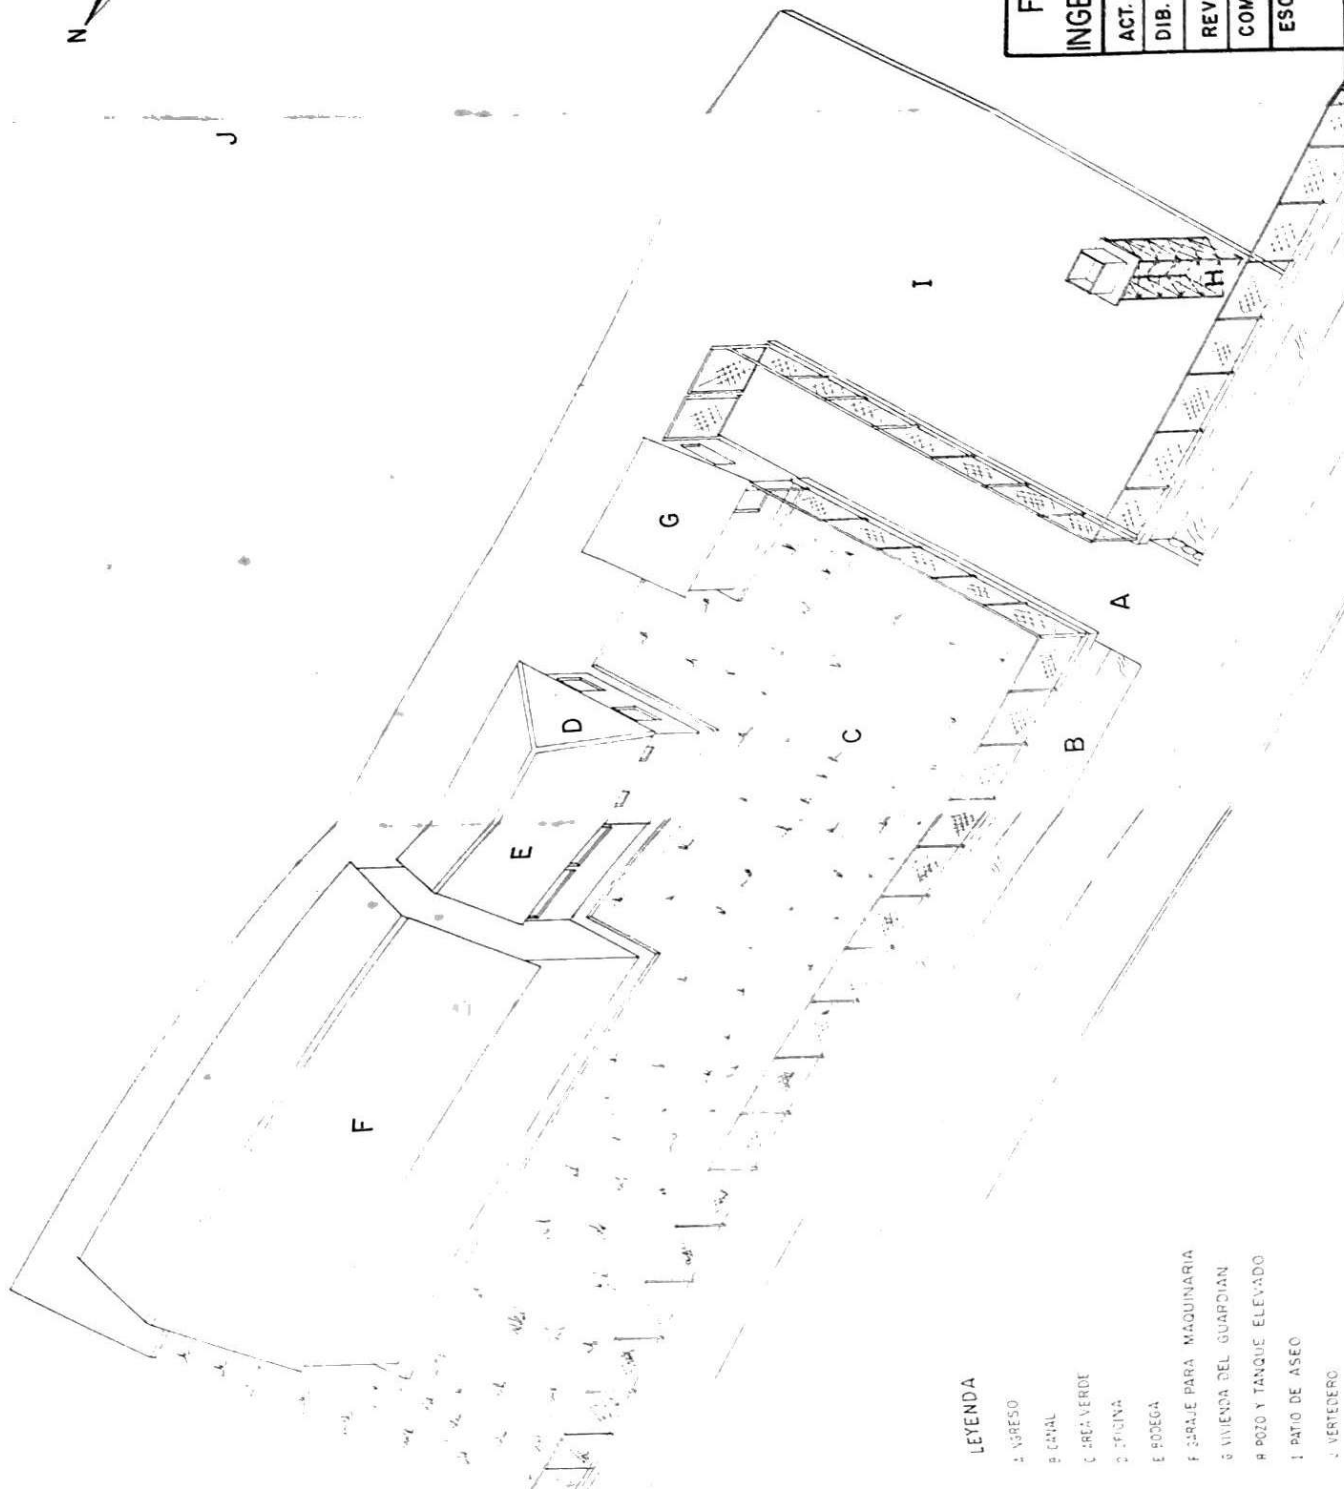 N
J
F
INGE
ACT.
DIB.
REV
COM
ESC
I
H
G
A
D
C
B
E
F
LEYENDA
INGRESO
B CANAL
C AREA VERDE
OFICINA
E BODEGA
F GARAJE PARA MAQUINARIA
G VIVIENDA DEL GUARDIAN
H POZO Y TANQUE ELEVADO
I PATIO DE ASEO
J VERTEDERO